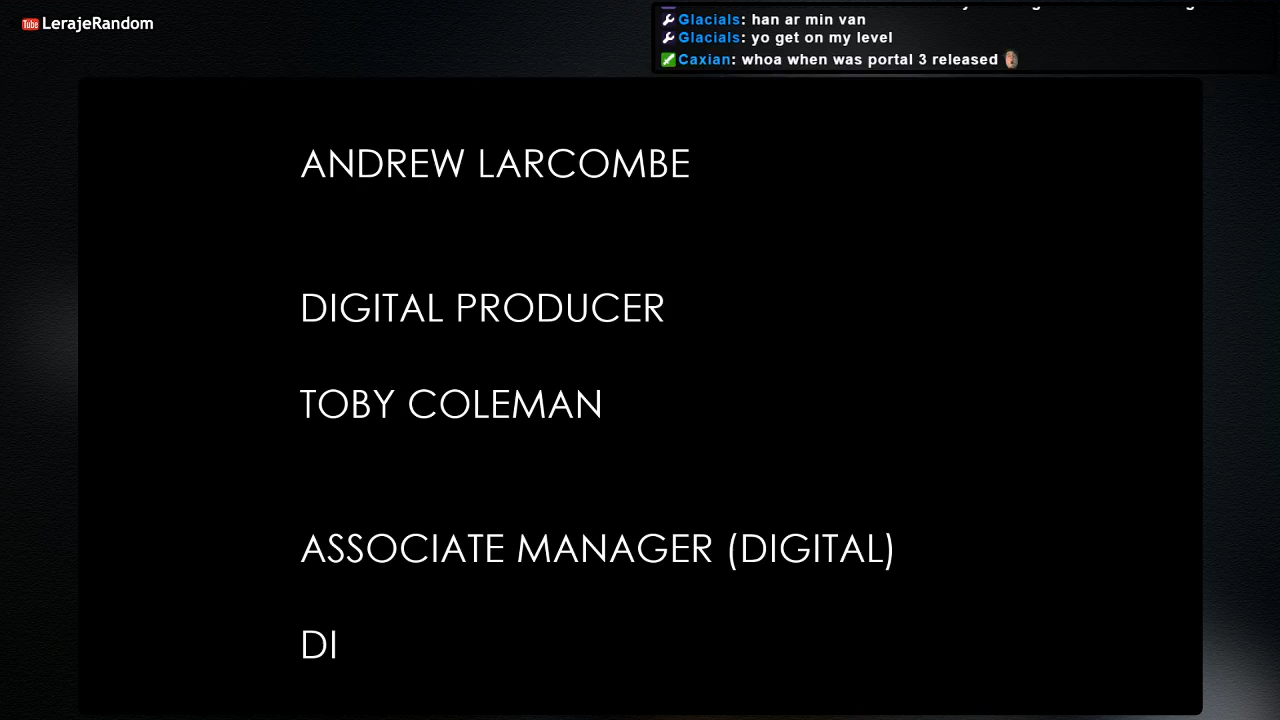 Tube LerajeRandom
Glacials: han ar min van
Glacials: yo get on my level
Caxian: whoa when was portal 3 released
ANDREW LARCOMBE
DIGITAL PRODUCER
TOBY COLEMAN
ASSOCIATE MANAGER (DIGITAL)
DI